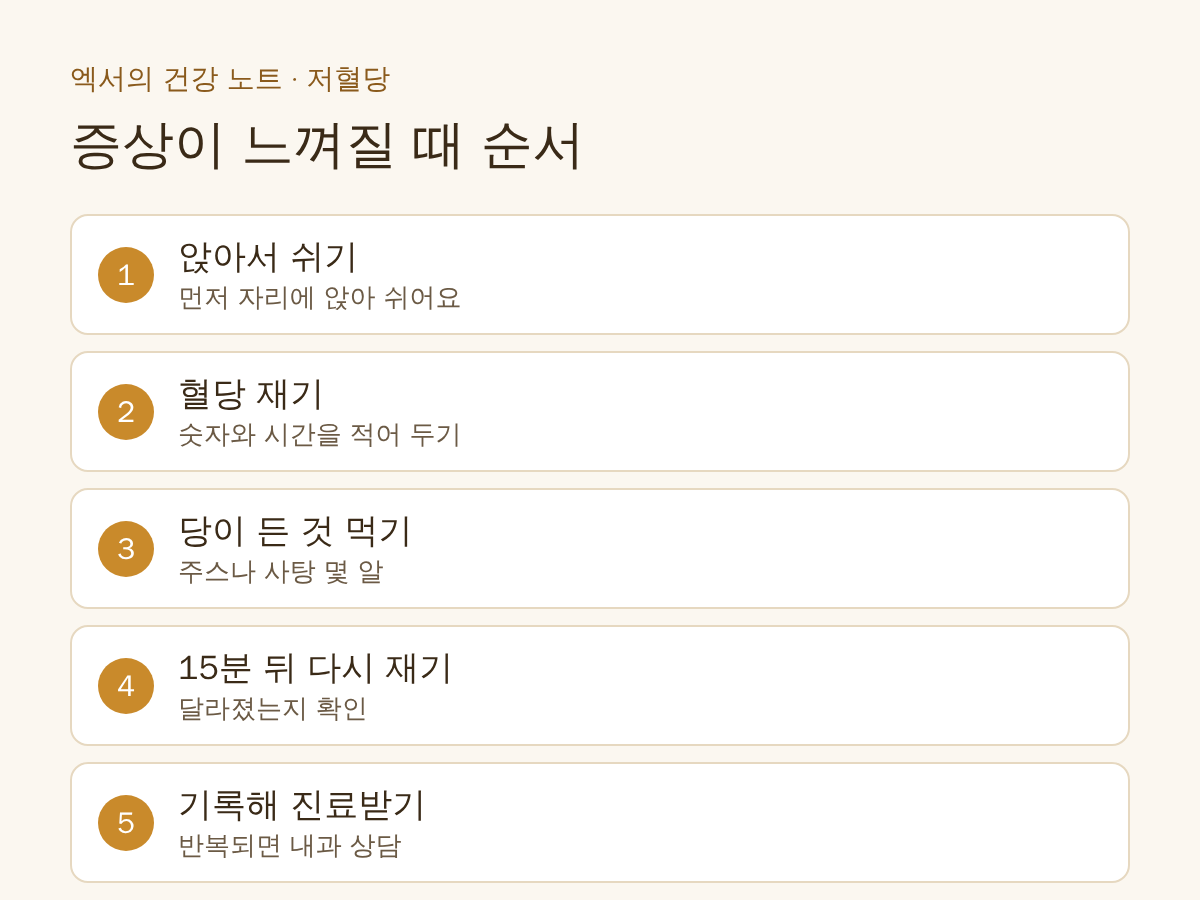 엑서의 건강 노트 · 저혈당
증상이 느껴질 때 순서
1
앉아서 쉬기
먼저 자리에 앉아 쉬어요
2
혈당 재기
숫자와 시간을 적어 두기
3
당이 든 것 먹기
주스나 사탕 몇 알
4
15분 뒤 다시 재기
달라졌는지 확인
5
기록해 진료받기
반복되면 내과 상담